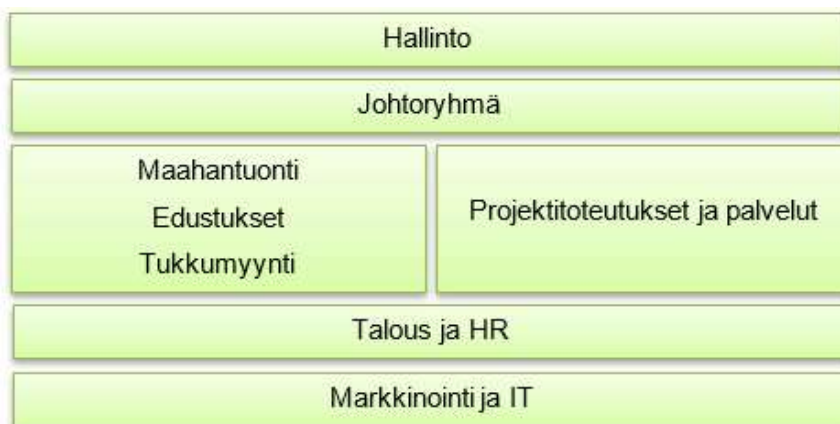 Hallinto
Johtoryhmä
Maahantuonti
Edustukset
Tukkumyynti
Projektitoteutukset ja palvelut
Talous ja HR
Markkinointi ja IT